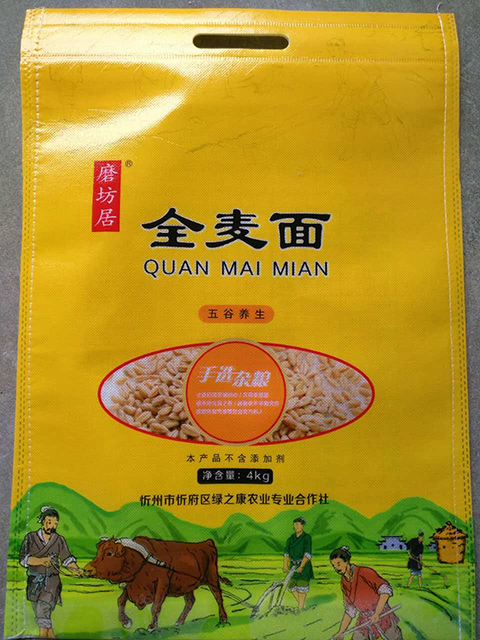 磨坊居®
全麦面
QUAN MAI MIAN
五谷养生
手选杂粮
本产品不含添加剂
净含量：4kg
忻州市忻府区绿之康农业专业合作社